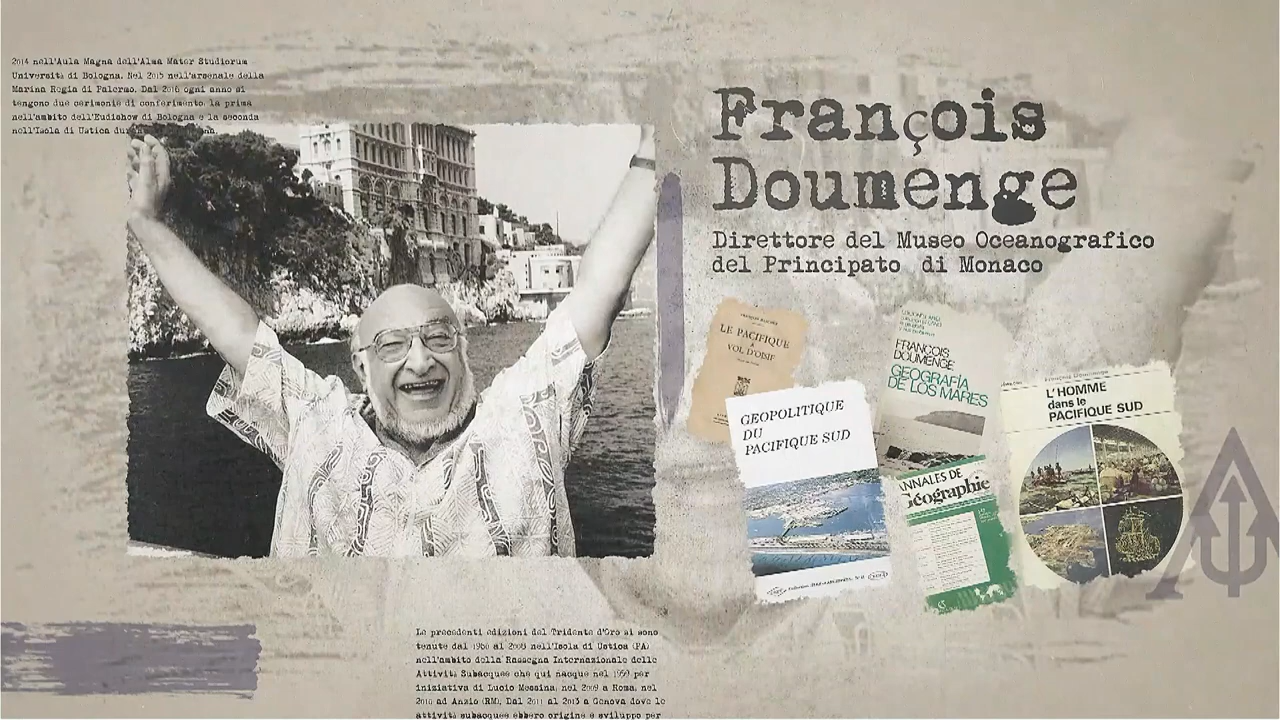 2014 nell'Aula Magna dell'Alma Mater Studiorum
Università di Bologna. Nel 2015 nell'arsenale della
Marina Regia di Palermo. Dal 2016 ogni anno si
tengono due cerimonie di conferimento: la prima
nell'ambito dell'Eudishow di Bologna e la seconda
nell'Isola di Ustica
François
Doumenge
Direttore del Museo Oceanografico
del Principato di Monaco
LE PACIFIQUE
A
VOL D'OISIF
GEOPOLITIQUE
DU
PACIFIQUE SUD
FRANÇOIS
DOUMENGE
GEOGRAFÍA
DE LOS MARES
ANNALES DE
Géographie
François Doumenge
L'HOMME
dans le
PACIFIQUE SUD
Le precedenti edizioni del Tridente d'Oro si sono
tenute dal 1960 al 2008 nell'Isola di Ustica (PA)
nell'ambito della Rassegna Internazionale delle
Attività Subacquee che qui nacque nel 1959 per
iniziativa di Lucio Messina, nel 2009 a Roma, nel
2010 ad Anzio (RM). Dal 2011 al 2013 a Genova dove le
attività subacquee ebbero origine e sviluppo per